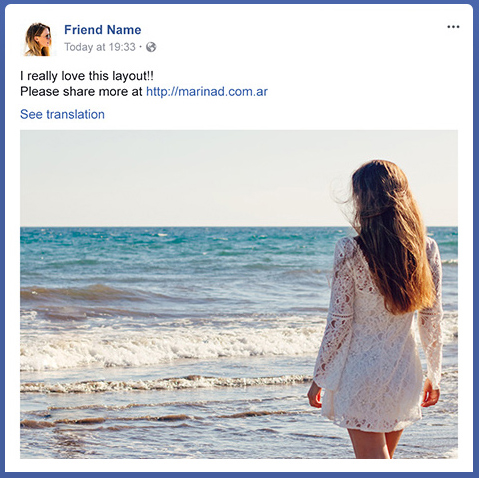 Friend Name
Today at 19:33 ·
I really love this layout!!
Please share more at http://marinad.com.ar
See translation